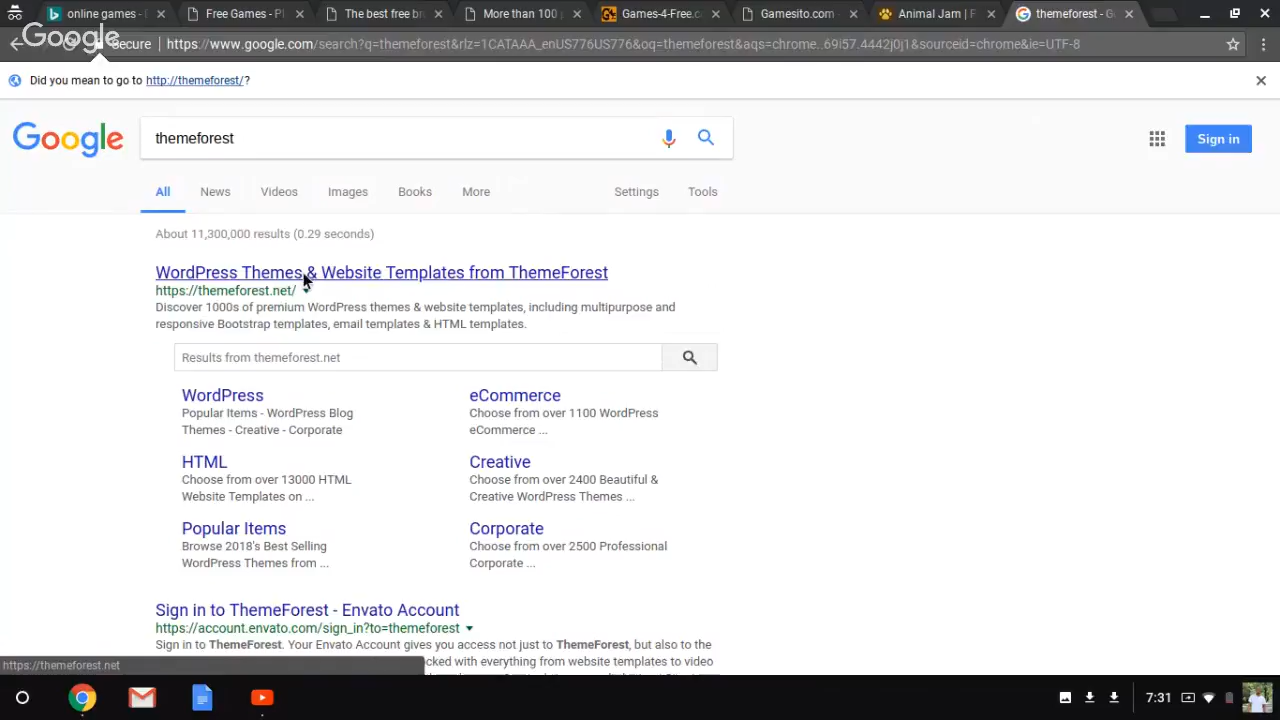 online games - 
Free Games - Pl
The best free br
More than 100 
Games-4-Free.c
Gamesito.com
Animal Jam | F
themeforest - G
Google
Secure
https://www.google.com/search?q=themeforest&rlz=1CATAAA_enUS776US776&oq=themeforest&aqs=chrome..69i57.4442j0j1&sourceid=chrome&ie=UTF-8
Did you mean to go to http://themeforest/?
Google
themeforest
Sign in
All News Videos Images Books More Settings Tools
About 11,300,000 results (0.29 seconds)
WordPress Themes & Website Templates from ThemeForest
https://themeforest.net/
Discover 1000s of premium WordPress themes & website templates, including multipurpose and
responsive Bootstrap templates, email templates & HTML templates.
Results from themeforest.net
WordPress
Popular Items - WordPress Blog
Themes - Creative - Corporate
eCommerce
Choose from over 1100 WordPress
eCommerce ...
HTML
Choose from over 13000 HTML
Website Templates on ...
Creative
Choose from over 2400 Beautiful &
Creative WordPress Themes ...
Popular Items
Browse 2018's Best Selling
WordPress Themes from ...
Corporate
Choose from over 2500 Professional
Corporate ...
Sign in to ThemeForest - Envato Account
https://account.envato.com/sign_in?to=themeforest
Sign in to ThemeForest. Your Envato Account gives you access not just to ThemeForest, but also to the
ocked with everything from website templates to video
https://themeforest.net
7:31